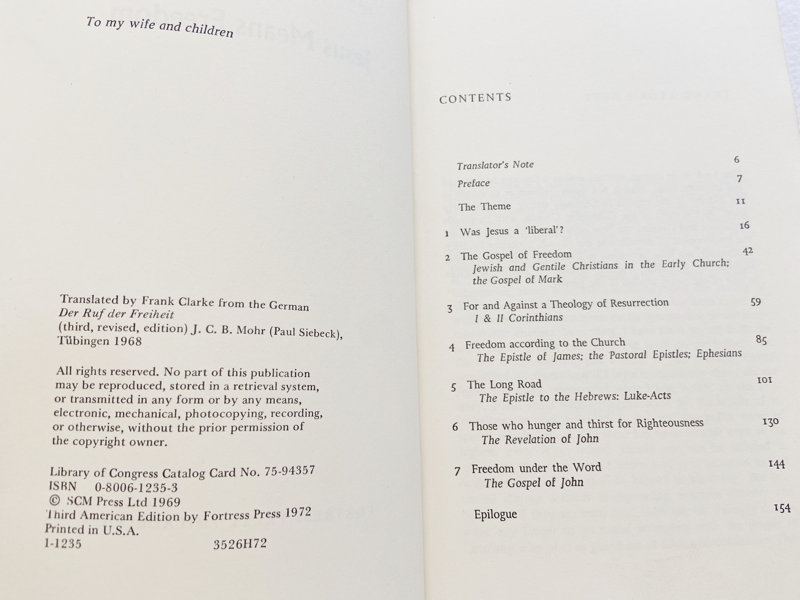 To my wife and children
Translated by Frank Clarke from the German
Der Ruf der Freiheit
(third, revised, edition) J. C. B. Mohr (Paul Siebeck),
Tübingen 1968
All rights reserved. No part of this publication
may be reproduced, stored in a retrieval system,
or transmitted in any form or by any means,
electronic, mechanical, photocopying, recording,
or otherwise, without the prior permission of
the copyright owner.
Library of Congress Catalog Card No. 75-94357
ISBN 0-8006-1235-3
© SCM Press Ltd 1969
Third American Edition by Fortress Press 1972
Printed in U.S.A.
1-1235 3526H72
CONTENTS
Translator's Note 6
Preface 7
The Theme 11
1 Was Jesus a ‘liberal’? 16
2 The Gospel of Freedom 42
Jewish and Gentile Christians in the Early Church;
the Gospel of Mark
3 For and Against a Theology of Resurrection 59
I & II Corinthians
4 Freedom according to the Church 85
The Epistle of James; the Pastoral Epistles; Ephesians
5 The Long Road 101
The Epistle to the Hebrews: Luke-Acts
6 Those who hunger and thirst for Righteousness 130
The Revelation of John
7 Freedom under the Word 144
The Gospel of John
Epilogue 154